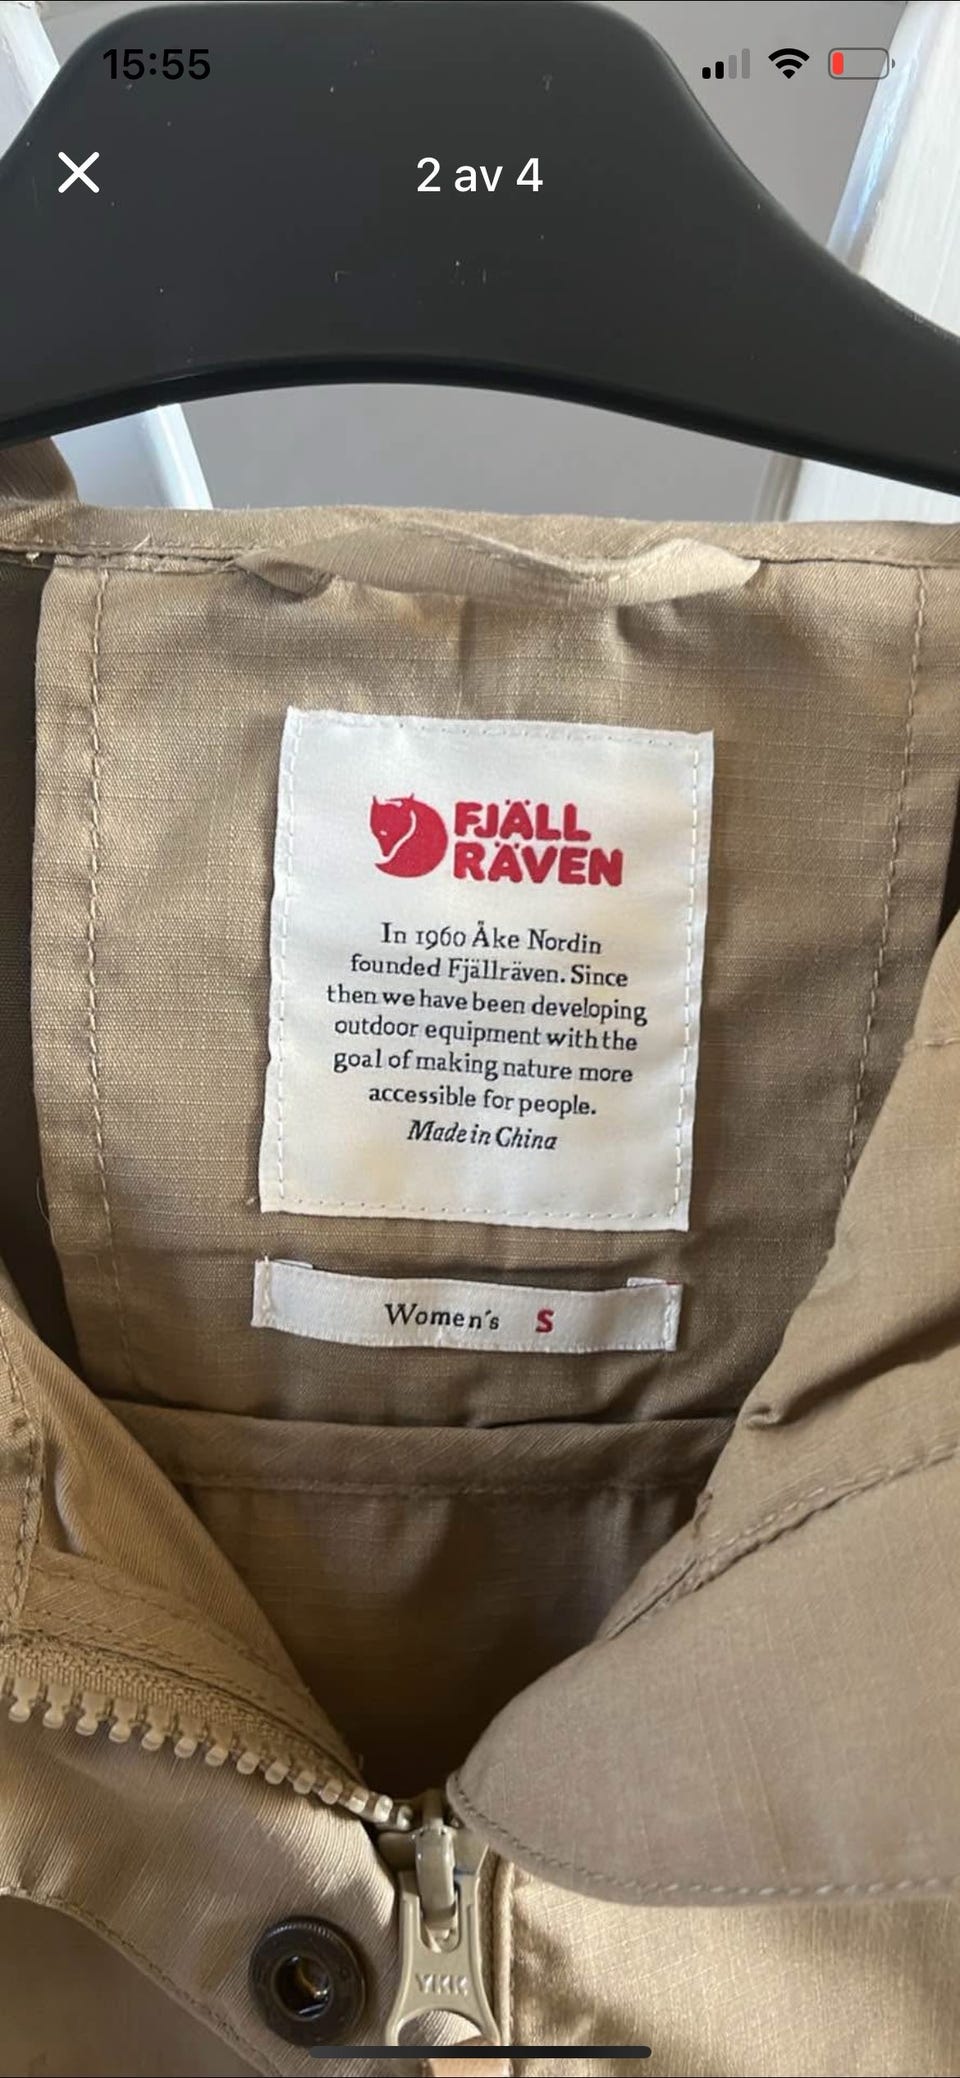 15:55
2 av 4
FJÄLL
RÄVEN
In 1960 Åke Nordin
founded Fjällräven. Since
then we have been developing
outdoor equipment with the
goal of making nature more
accessible for people.
Made in China
Women's S
YKK